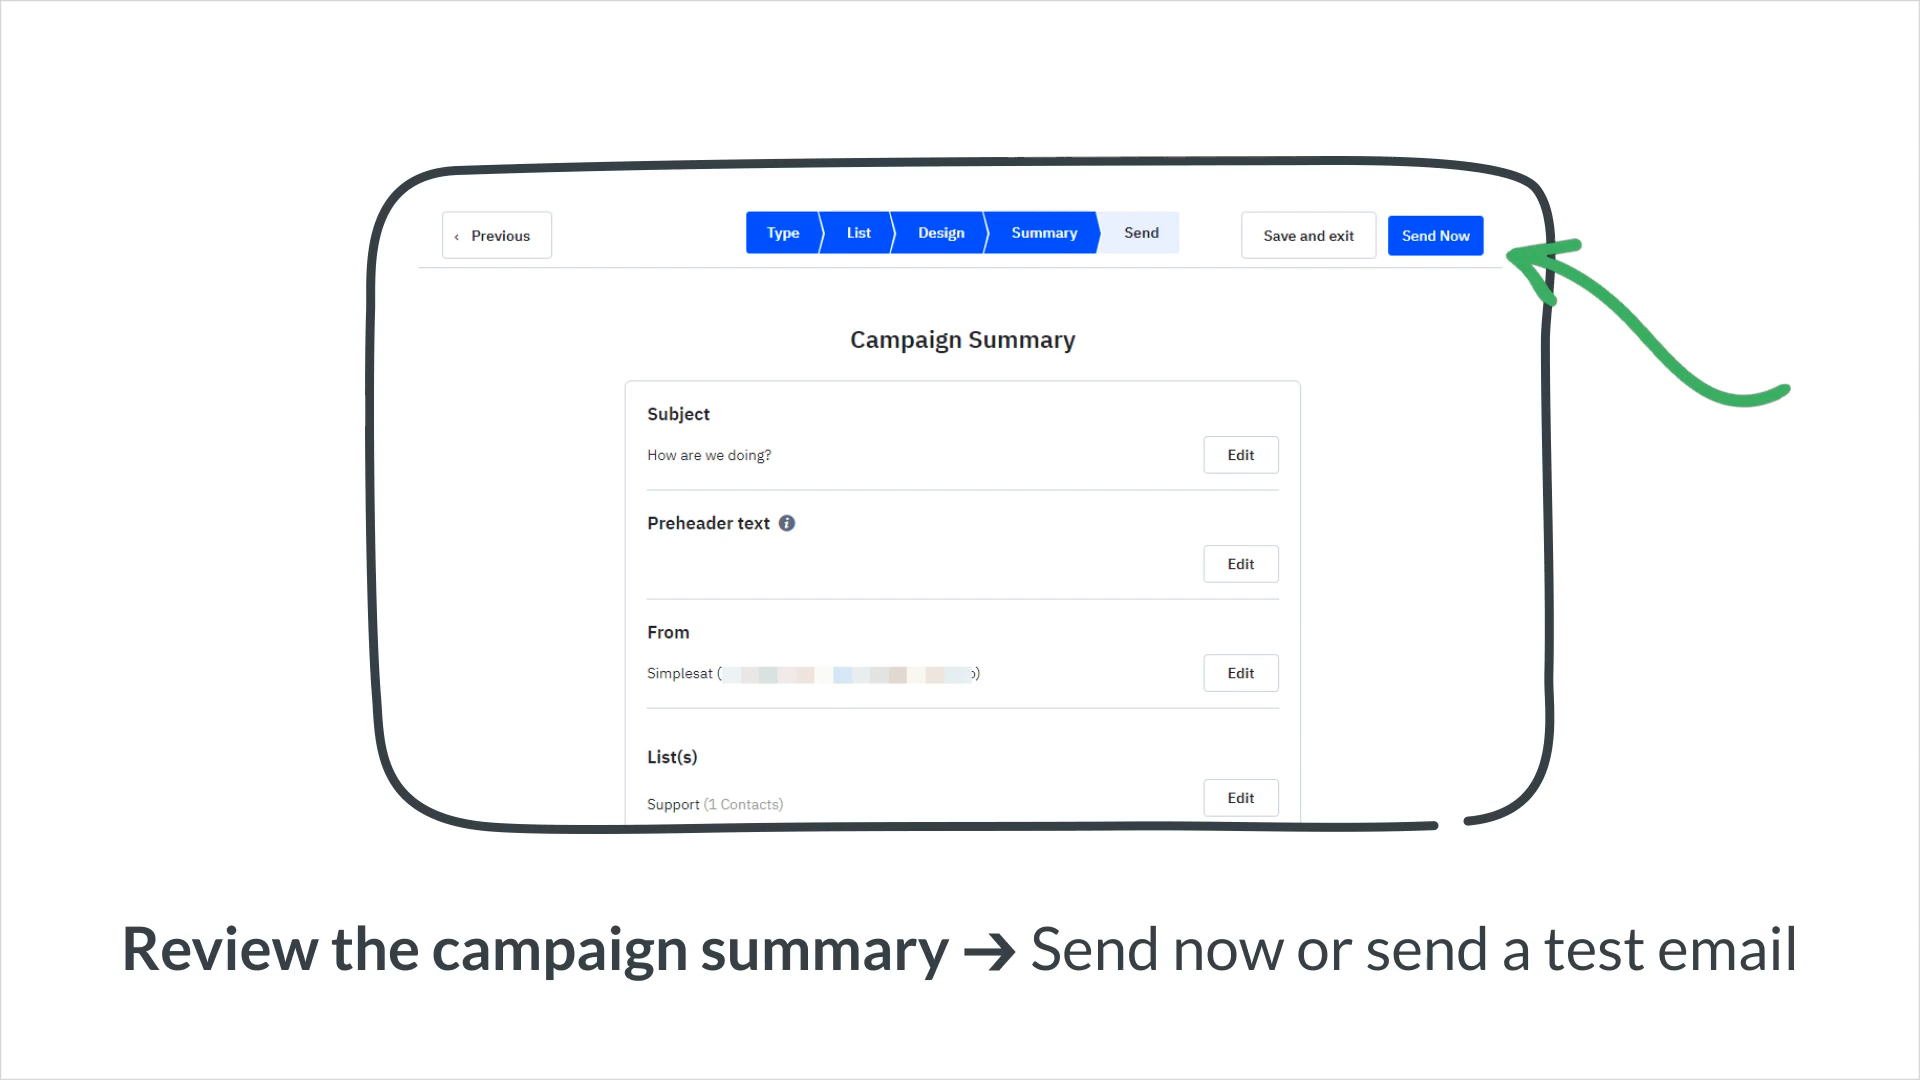 ‹ Previous
Type List Design Summary Send
Save and exit Send Now
Campaign Summary
Subject
How are we doing?
Edit
Preheader text
Edit
From
Simplesat (
Edit
List(s)
Support (1 Contacts)
Edit
Review the campaign summary ➔ Send now or send a test email